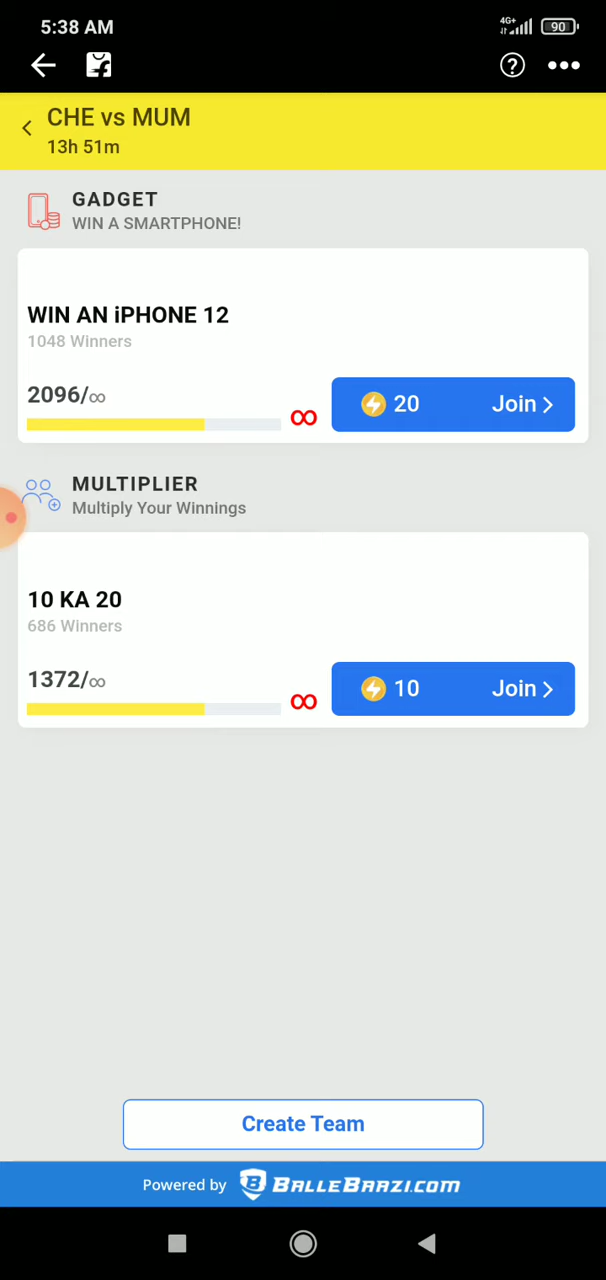 5:38 AM
4G+
90
CHE vs MUM
13h 51m
GADGET
WIN A SMARTPHONE!
WIN AN iPHONE 12
1048 Winners
2096/∞
∞
20 Join
MULTIPLIER
Multiply Your Winnings
10 KA 20
686 Winners
1372/∞
∞
10 Join
Create Team
Powered by BALLEBAAZI.COM